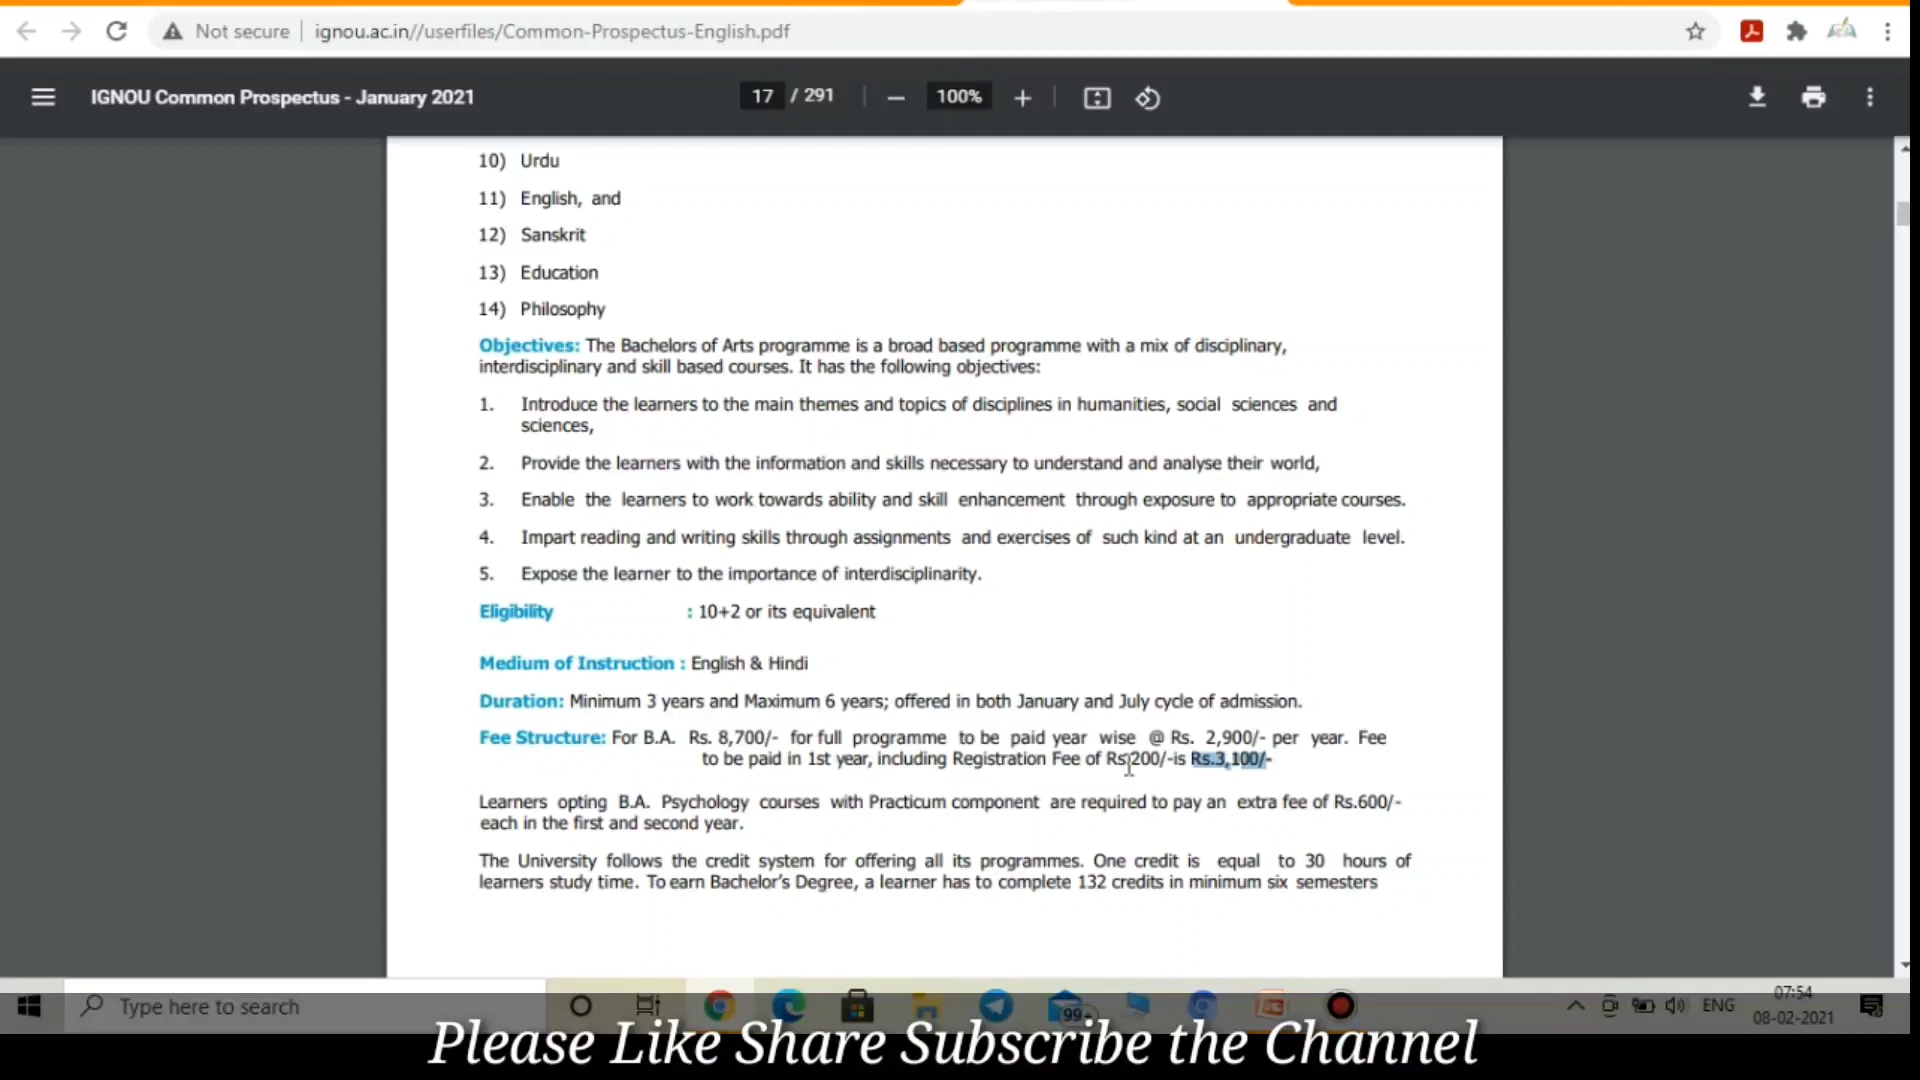 Not secure
ignou.ac.in//userfiles/Common-Prospectus-English.pdf
IGNOU Common Prospectus - January 2021
17 / 291
100%
10) Urdu
11) English, and
12) Sanskrit
13) Education
14) Philosophy
Objectives: The Bachelors of Arts programme is a broad based programme with a mix of disciplinary,
interdisciplinary and skill based courses. It has the following objectives:
1. Introduce the learners to the main themes and topics of disciplines in humanities, social sciences and
sciences,
2. Provide the learners with the information and skills necessary to understand and analyse their world,
3. Enable the learners to work towards ability and skill enhancement through exposure to appropriate courses.
4. Impart reading and writing skills through assignments and exercises of such kind at an undergraduate level.
5. Expose the learner to the importance of interdisciplinarity.
Eligibility : 10+2 or its equivalent
Medium of Instruction : English & Hindi
Duration: Minimum 3 years and Maximum 6 years; offered in both January and July cycle of admission.
Fee Structure: For B.A. Rs. 8,700/- for full programme to be paid year wise @ Rs. 2,900/- per year. Fee
to be paid in 1st year, including Registration Fee of Rs.200/-is Rs.3,100/-
Learners opting B.A. Psychology courses with Practicum component are required to pay an extra fee of Rs.600/-
each in the first and second year.
The University follows the credit system for offering all its programmes. One credit is equal to 30 hours of
learners study time. To earn Bachelor's Degree, a learner has to complete 132 credits in minimum six semesters
Type here to search
99+
ENG
07:54
08-02-2021
Please Like Share Subscribe the Channel